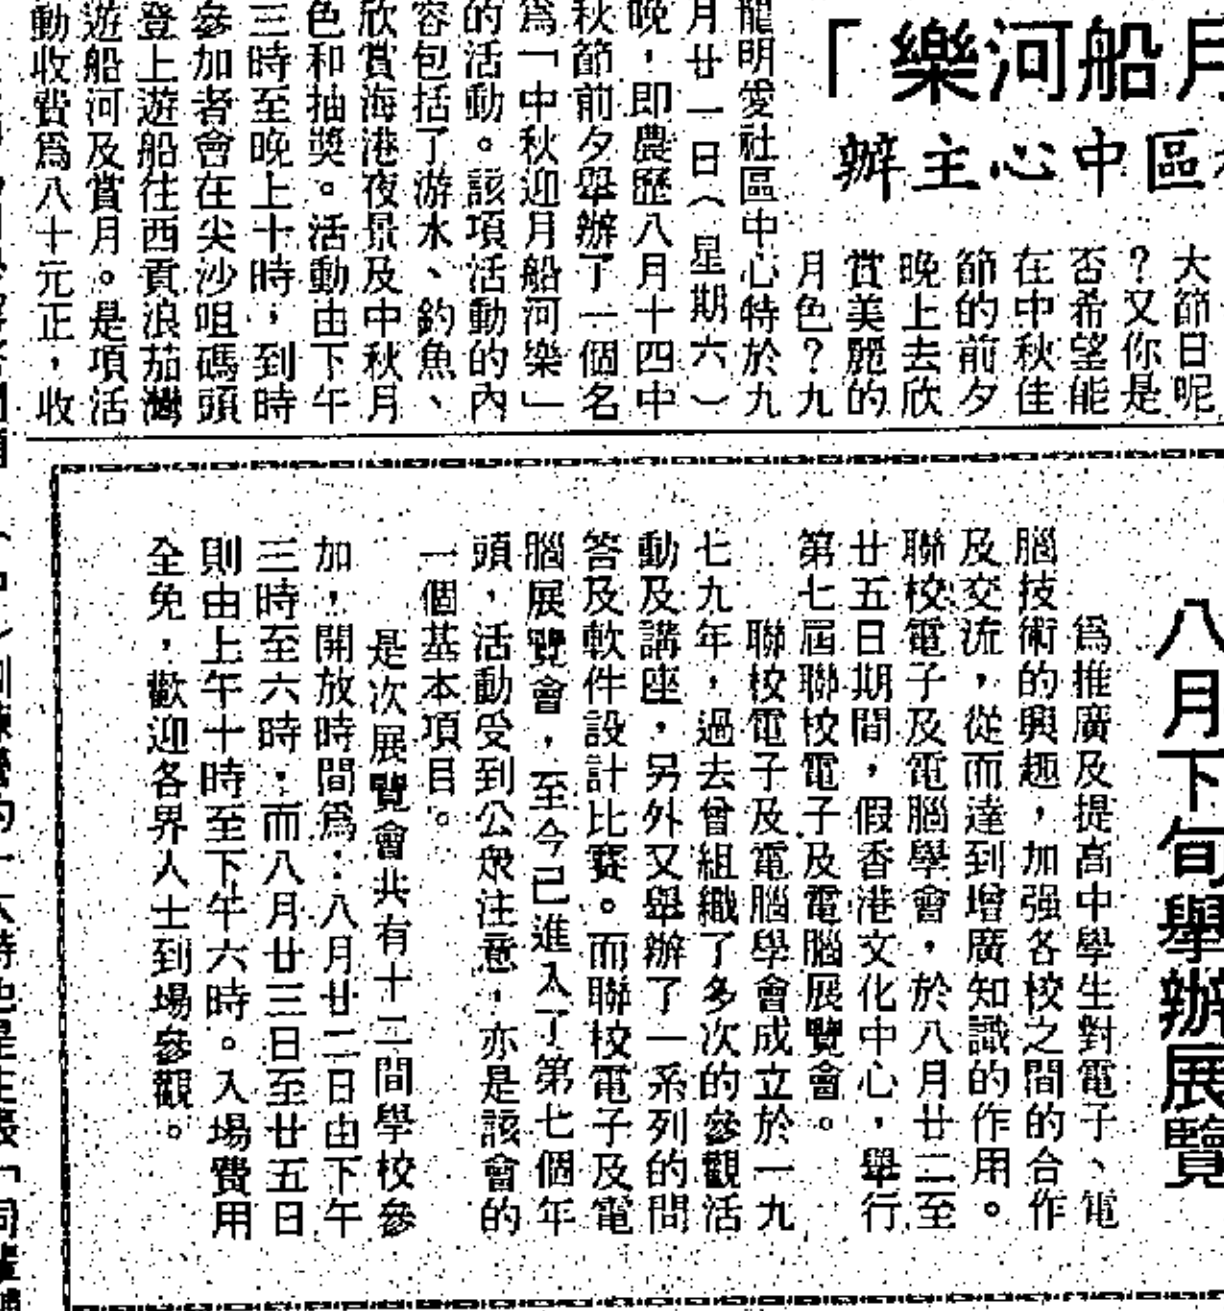 「樂河船月
辦主心中區
大節日呢
？又你是
否希望能
在中秋佳
節的前夕
晚上去欣
賞美麗的
月色？九
龍明愛社區中心特於九
月廿一日（星期六）
晚，即農歷八月十四中
秋節前夕舉辦了一個名
爲「中秋迎月船河樂」
的活動。該項活動的內
容包括了游水、釣魚、
欣賞海港夜景及中秋月
色和抽獎。活動由下午
三時至晚上十時，到時
參加者會在尖沙咀碼頭
登上遊船往西貢浪茄灣
遊船河及賞月。是項活
動收費爲八十元正，收
八月下旬舉辦展覽
爲推廣及提高中學生對電子、電
腦技術的興趣，加强各校之間的合作
及交流，從而達到增廣知識的作用。
聯校電子及電腦學會，於八月廿二至
廿五日期間，假香港文化中心，舉行
第七屆聯校電子及電腦展覽會。
聯校電子及電腦學會成立於一九
七九年，過去曾組織了多次的參觀活
動及講座，另外又舉辦了一系列的問
答及軟件設計比賽。而聯校電子及電
腦展覽會，至今已進入了第七個年
頭，活動受到公衆注意，亦是該會的
一個基本項目。
是次展覽會共有十二間學校參
加，開放時間爲：八月廿二日由下午
三時至六時；而八月廿三日至廿五日
則由上午十時至下午六時。入場費用
全免，歡迎各界人士到場參觀。